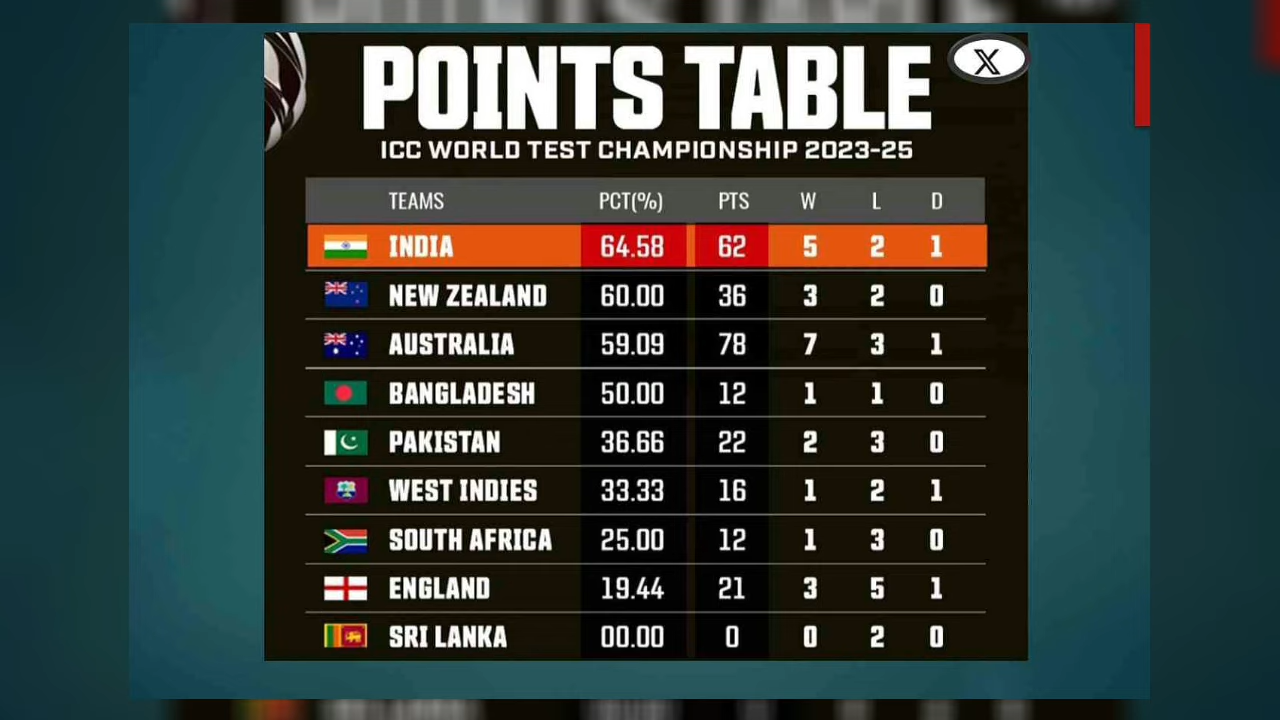 POINTS TABLE
X
ICC WORLD TEST CHAMPIONSHIP 2023-25
TEAMS PCT(%) PTS W L D
INDIA 64.58 62 5 2 1
NEW ZEALAND 60.00 36 3 2 0
AUSTRALIA 59.09 78 7 3 1
BANGLADESH 50.00 12 1 1 0
PAKISTAN 36.66 22 2 3 0
WEST INDIES 33.33 16 1 2 1
SOUTH AFRICA 25.00 12 1 3 0
ENGLAND 19.44 21 3 5 1
SRI LANKA 00.00 0 0 2 0